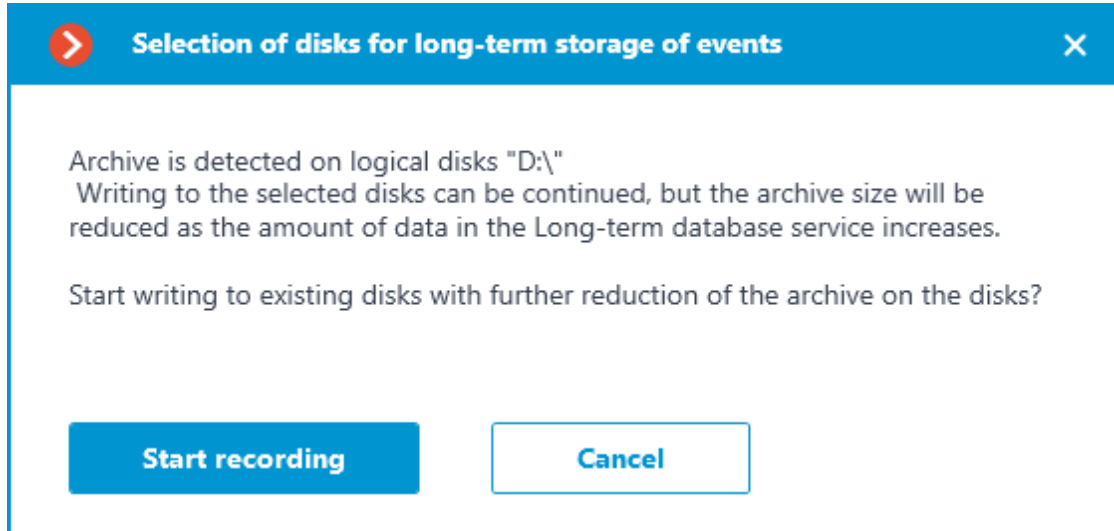 Selection of disks for long-term storage of events
Archive is detected on logical disks "D:\"
Writing to the selected disks can be continued, but the archive size will be
reduced as the amount of data in the Long-term database service increases.
Start writing to existing disks with further reduction of the archive on the disks?
Start recording
Cancel